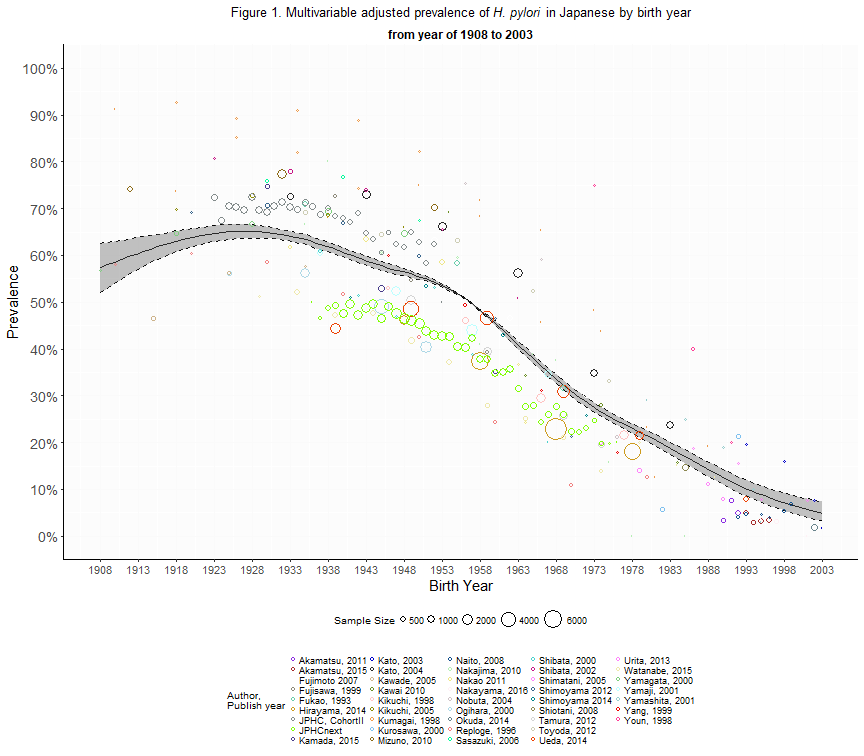 Figure 1. Multivariable adjusted prevalence of H. pylori in Japanese by birth year
from year of 1908 to 2003
Prevalence
100%
90%
80%
70%
60%
50%
40%
30%
20%
10%
0%
1908 1913 1918 1923 1928 1933 1938 1943 1948 1953 1958 1963 1968 1973 1978 1983 1988 1993 1998 2003
Birth Year
Sample Size 500 1000 2000 4000 6000
Author,
Publish year
Akamatsu, 2011
Akamatsu, 2015
Fujimoto 2007
Fujisawa, 1999
Fukao, 1993
Hirayama, 2014
JPHC, CohortII
JPHCnext
Kamada, 2015
Kato, 2003
Kato, 2004
Kawade, 2005
Kawai 2010
Kikuchi, 1998
Kikuchi, 2005
Kumagai, 1998
Kurosawa, 2000
Mizuno, 2010
Naito, 2008
Nakajima, 2010
Nakao 2011
Nakayama, 2016
Nobuta, 2004
Ogihara, 2000
Okuda, 2014
Reploge, 1996
Sasazuki, 2006
Shibata, 2000
Shibata, 2002
Shimatani, 2005
Shimoyama 2012
Shimoyama 2014
Shiotani, 2008
Tamura, 2012
Toyoda, 2012
Ueda, 2014
Urita, 2013
Watanabe, 2015
Yamagata, 2000
Yamaji, 2001
Yamashita, 2001
Yang, 1999
Youn, 1998